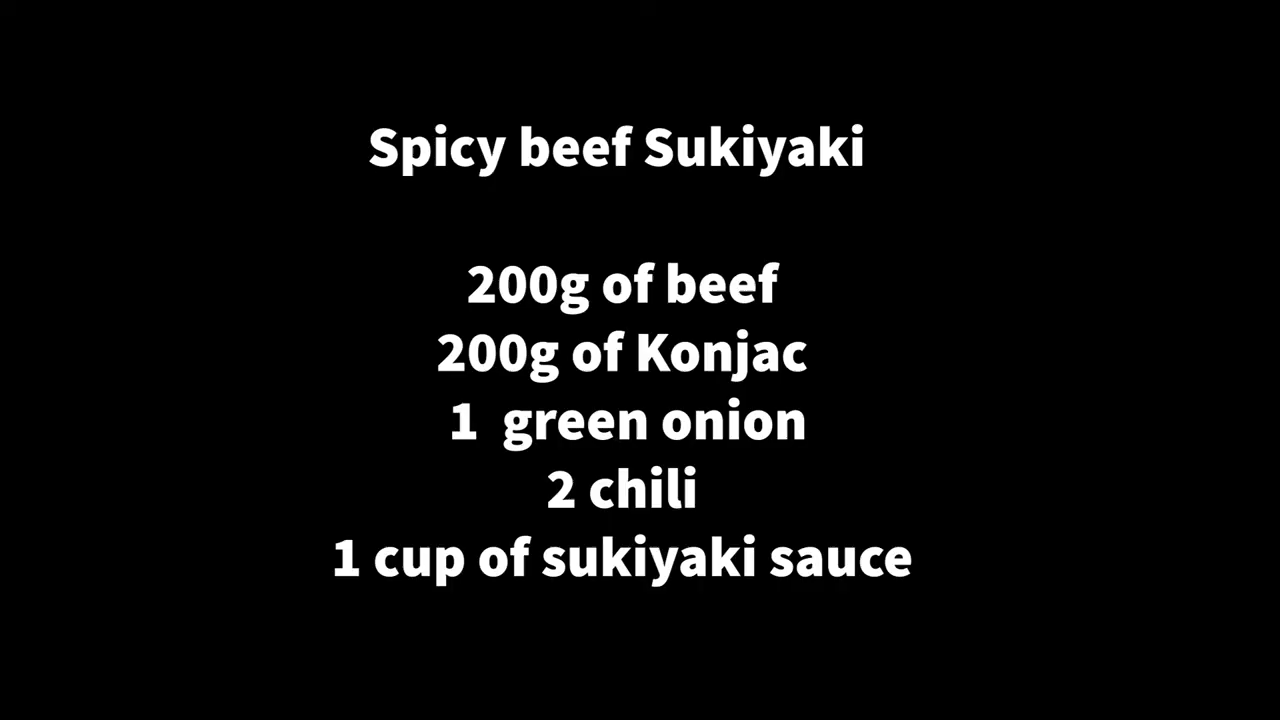 Spicy beef Sukiyaki
200g of beef
200g of Konjac
1  green onion
2 chili
1 cup of sukiyaki sauce